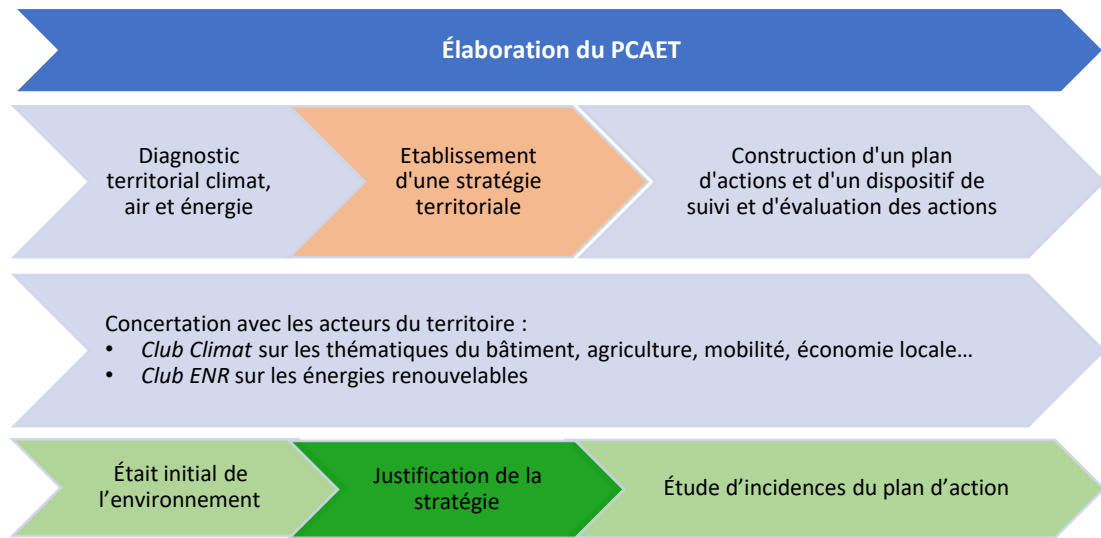 Élaboration du PCAET
Diagnostic
territorial climat,
air et énergie
Etablissement
d'une stratégie
territoriale
Construction d'un plan
d'actions et d'un dispositif de
suivi et d'évaluation des actions
Concertation avec les acteurs du territoire :
• Club Climat sur les thématiques du bâtiment, agriculture, mobilité, économie locale…
• Club ENR sur les énergies renouvelables
Était initial de
l’environnement
Justification de la
stratégie
Étude d’incidences du plan d’action